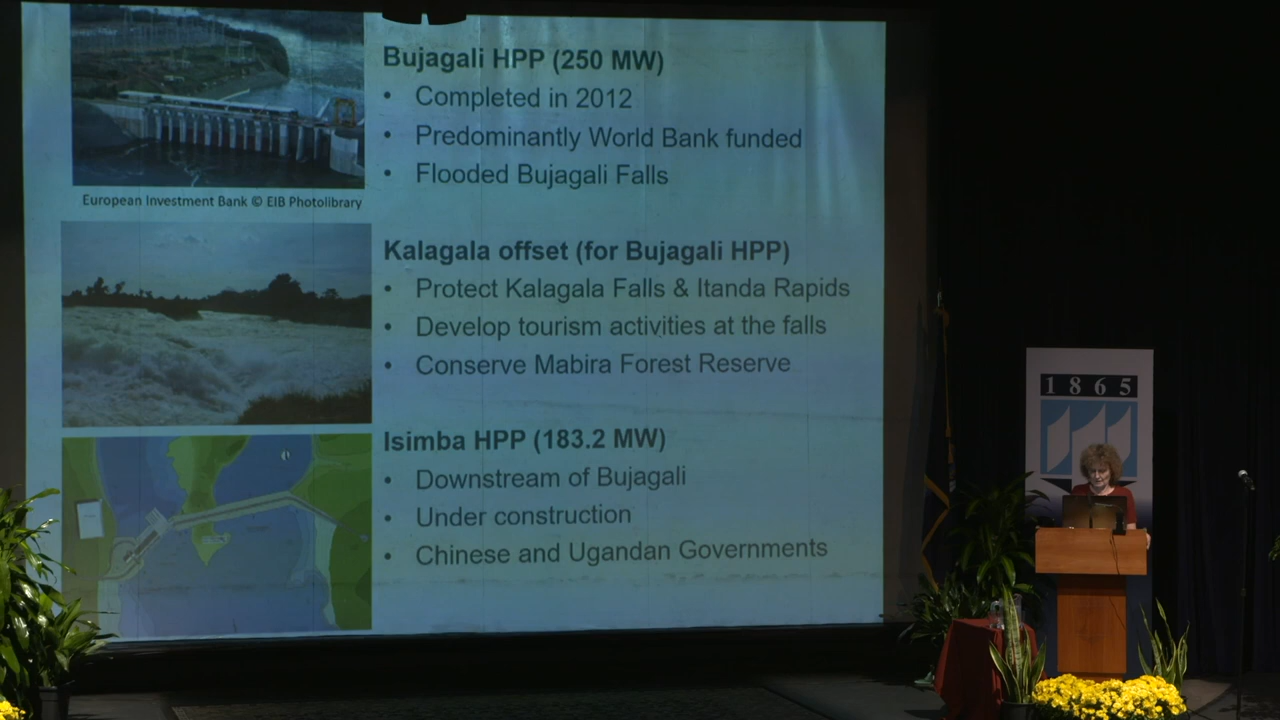 Bujagali HPP (250 MW)
• Completed in 2012
• Predominantly World Bank funded
• Flooded Bujagali Falls
European Investment Bank © EIB Photolibrary
Kalagala offset (for Bujagali HPP)
• Protect Kalagala Falls & Itanda Rapids
• Develop tourism activities at the falls
• Conserve Mabira Forest Reserve
Isimba HPP (183.2 MW)
• Downstream of Bujagali
• Under construction
• Chinese and Ugandan Governments
1865